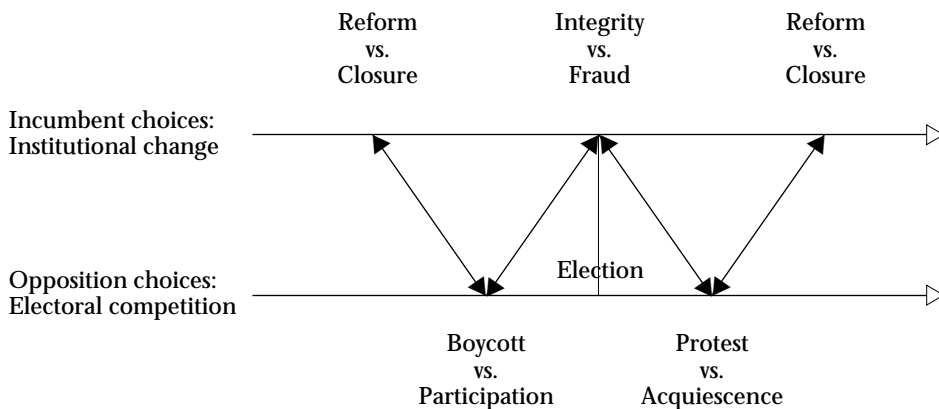 Reform
vs.
Closure
Integrity
vs.
Fraud
Reform
vs.
Closure
Incumbent choices:
Institutional change
Election
Opposition choices:
Electoral competition
Boycott
vs.
Participation
Protest
vs.
Acquiescence